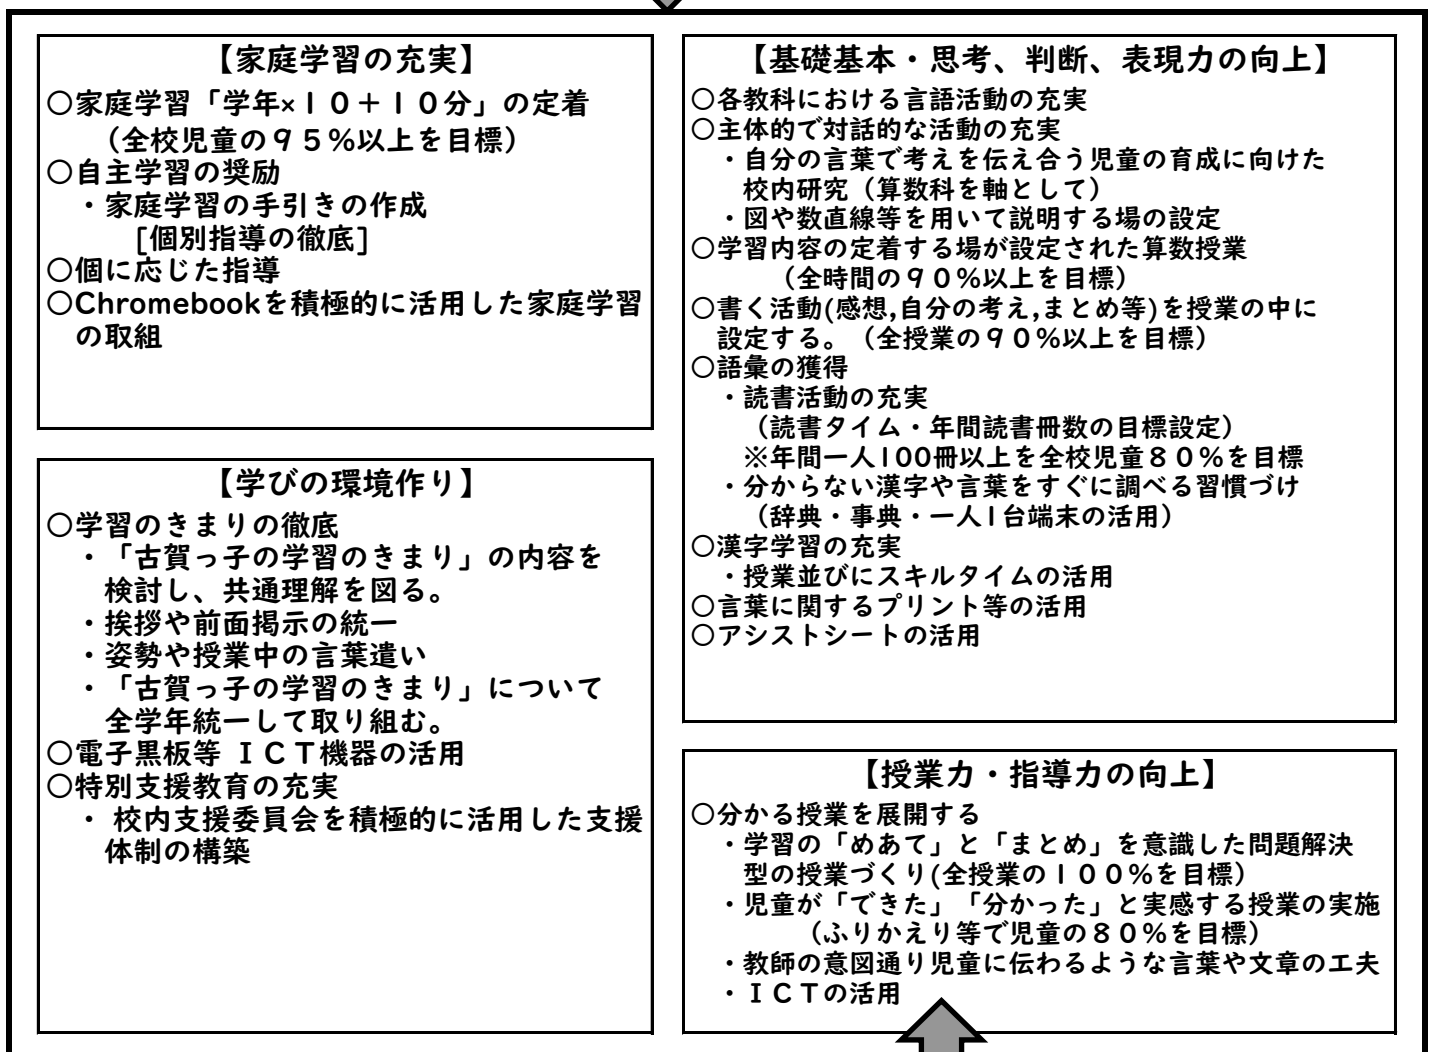 【家庭学習の充実】
○家庭学習「学年×１０＋１０分」の定着
（全校児童の９５％以上を目標）
○自主学習の奨励
・家庭学習の手引きの作成
［個別指導の徹底］
○個に応じた指導
○Chromebookを積極的に活用した家庭学習
の取組
【学びの環境作り】
○学習のきまりの徹底
・「古賀っ子の学習のきまり」の内容を
検討し、共通理解を図る。
・挨拶や前面掲示の統一
・姿勢や授業中の言葉遣い
・「古賀っ子の学習のきまり」について
全学年統一して取り組む。
○電子黒板等 ＩＣＴ機器の活用
○特別支援教育の充実
・ 校内支援委員会を積極的に活用した支援
体制の構築
【基礎基本・思考、判断、表現力の向上】
○各教科における言語活動の充実
○主体的で対話的な活動の充実
・自分の言葉で考えを伝え合う児童の育成に向けた
校内研究（算数科を軸として）
・図や数直線等を用いて説明する場の設定
○学習内容の定着する場が設定された算数授業
（全時間の９０％以上を目標）
○書く活動(感想,自分の考え,まとめ等)を授業の中に
設定する。（全授業の９０％以上を目標）
○語彙の獲得
・読書活動の充実
（読書タイム・年間読書冊数の目標設定）
※年間一人100冊以上を全校児童８０％を目標
・分からない漢字や言葉をすぐに調べる習慣づけ
（辞典・事典・一人1台端末の活用）
○漢字学習の充実
・授業並びにスキルタイムの活用
○言葉に関するプリント等の活用
○アシストシートの活用
【授業力・指導力の向上】
○分かる授業を展開する
・学習の「めあて」と「まとめ」を意識した問題解決
型の授業づくり(全授業の１００％を目標）
・児童が「できた」「分かった」と実感する授業の実施
（ふりかえり等で児童の８０％を目標）
・教師の意図通り児童に伝わるような言葉や文章の工夫
・ＩＣＴの活用